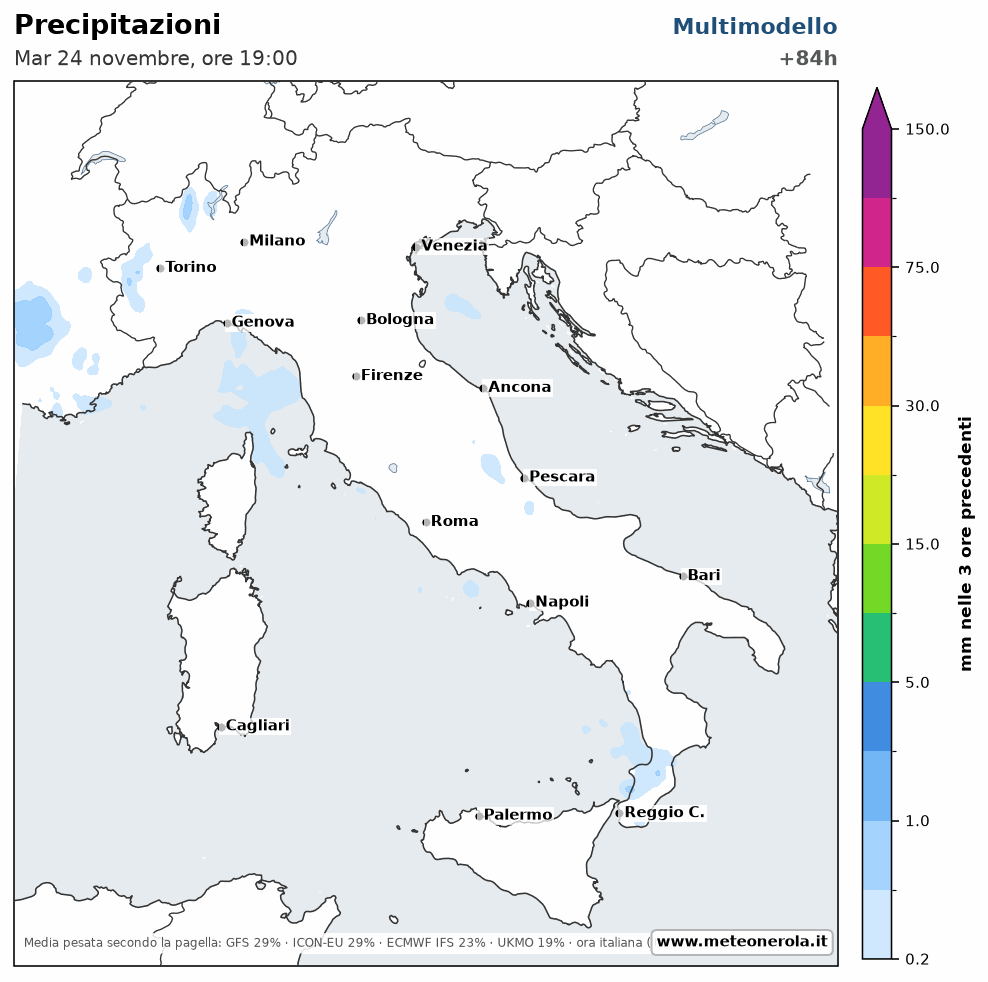 Precipitazioni
Multimodello
Mar 24 novembre, ore 19:00
+84h
150.0
75.0
30.0
15.0
5.0
1.0
0.2
mm nelle 3 ore precedenti
Milano
Venezia
Torino
Genova
Bologna
Firenze
Ancona
Pescara
Roma
Bari
Napoli
Cagliari
Palermo
Reggio C.
Media pesata secondo la pagella: GFS 29% · ICON-EU 29% · ECMWF IFS 23% · UKMO 19% · ora italiana (
www.meteonerola.it